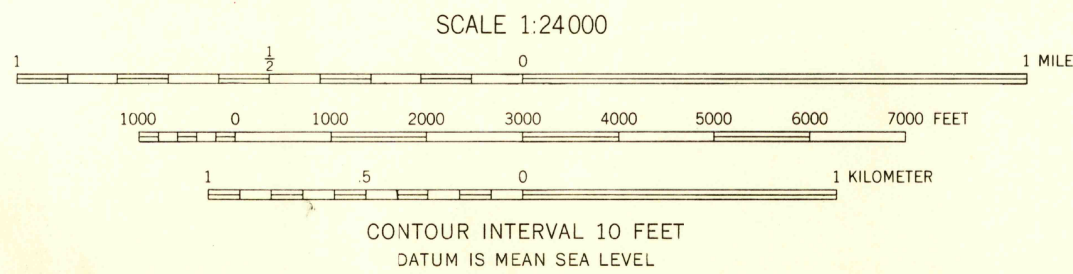 SCALE 1:24000
1 1/2 0 1 MILE
1000 0 1000 2000 3000 4000 5000 6000 7000 FEET
1 .5 0 1 KILOMETER
CONTOUR INTERVAL 10 FEET
DATUM IS MEAN SEA LEVEL